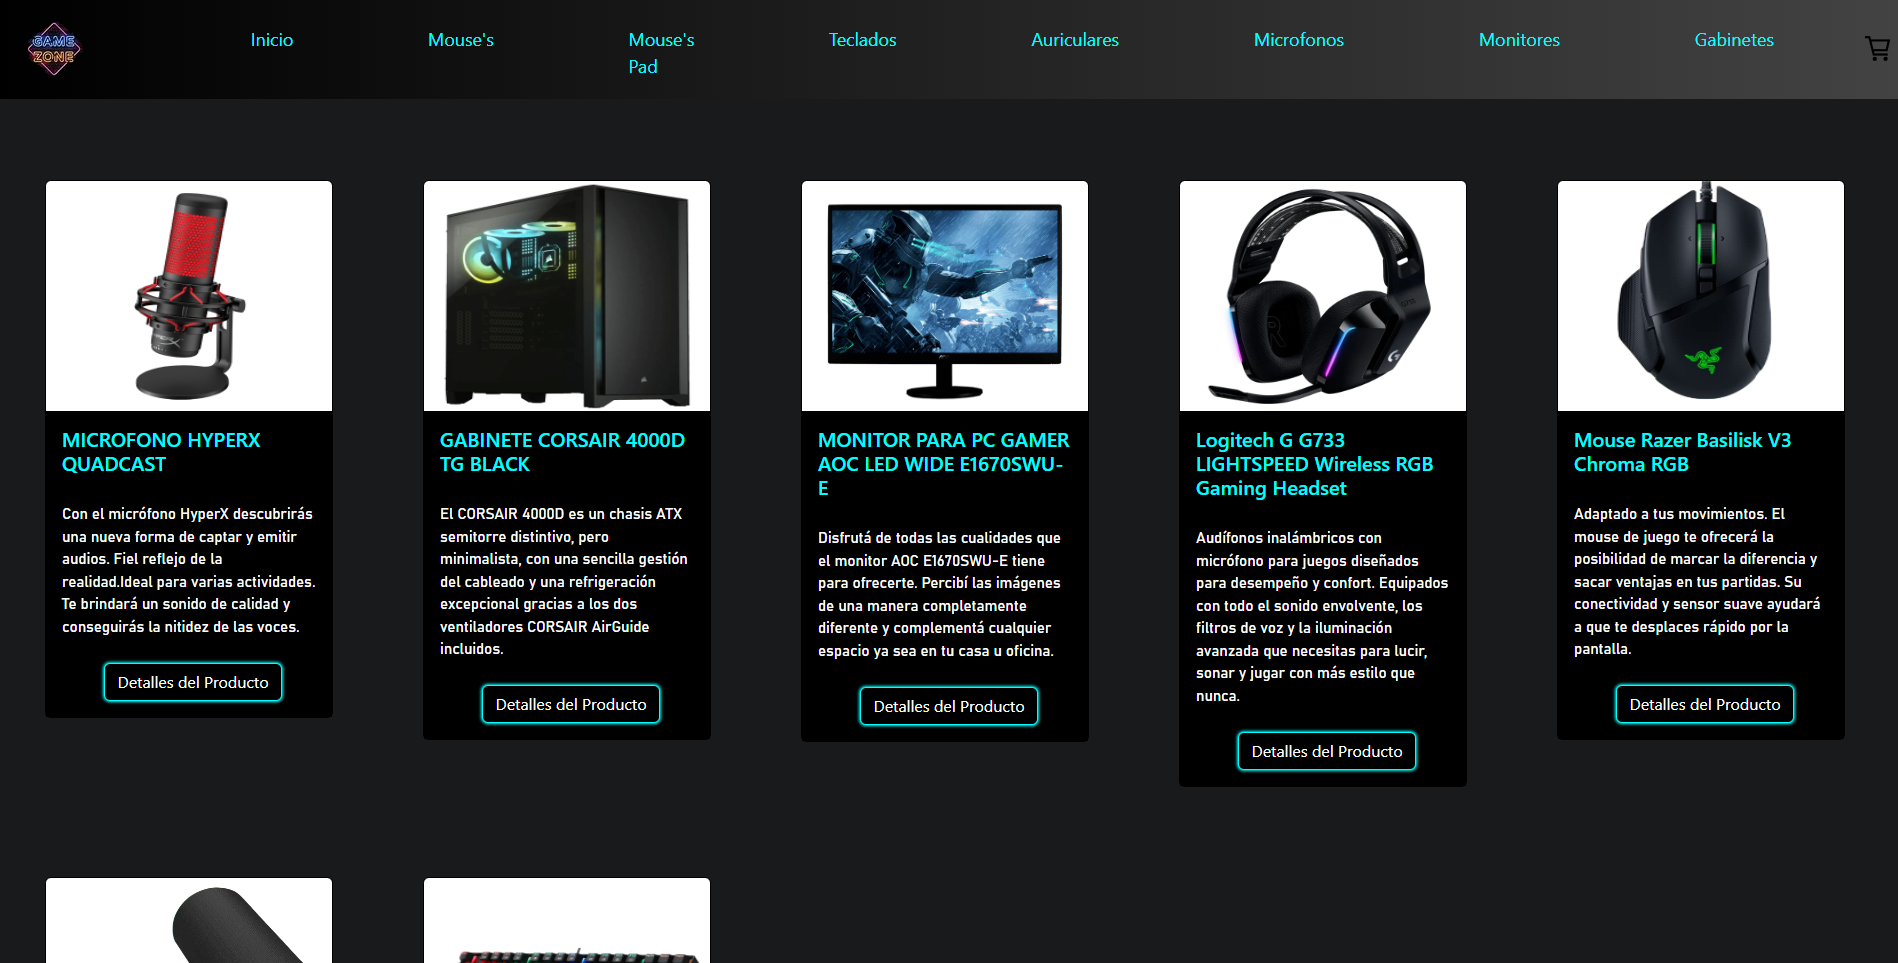 GAME
ZONE
Inicio
Mouse's
Mouse's
Pad
Teclados
Auriculares
Microfonos
Monitores
Gabinetes
MICROFONO HYPERX
QUADCAST
Con el micrófono HyperX descubrirás
una nueva forma de captar y emitir
audios. Fiel reflejo de la
realidad.Ideal para varias actividades.
Te brindará un sonido de calidad y
conseguirás la nitidez de las voces.
Detalles del Producto
GABINETE CORSAIR 4000D
TG BLACK
El CORSAIR 4000D es un chasis ATX
semitorre distintivo, pero
minimalista, con una sencilla gestión
del cableado y una refrigeración
excepcional gracias a los dos
ventiladores CORSAIR AirGuide
incluidos.
Detalles del Producto
MONITOR PARA PC GAMER
AOC LED WIDE E1670SWU-
E
Disfrutá de todas las cualidades que
el monitor AOC E1670SWU-E tiene
para ofrecerte. Percibí las imágenes
de una manera completamente
diferente y complementá cualquier
espacio ya sea en tu casa u oficina.
Detalles del Producto
Logitech G G733
LIGHTSPEED Wireless RGB
Gaming Headset
Audífonos inalámbricos con
micrófono para juegos diseñados
para desempeño y confort. Equipados
con todo el sonido envolvente, los
filtros de voz y la iluminación
avanzada que necesitas para lucir,
sonar y jugar con más estilo que
nunca.
Detalles del Producto
Mouse Razer Basilisk V3
Chroma RGB
Adaptado a tus movimientos. El
mouse de juego te ofrecerá la
posibilidad de marcar la diferencia y
sacar ventajas en tus partidas. Su
conectividad y sensor suave ayudará
a que te desplaces rápido por la
pantalla.
Detalles del Producto